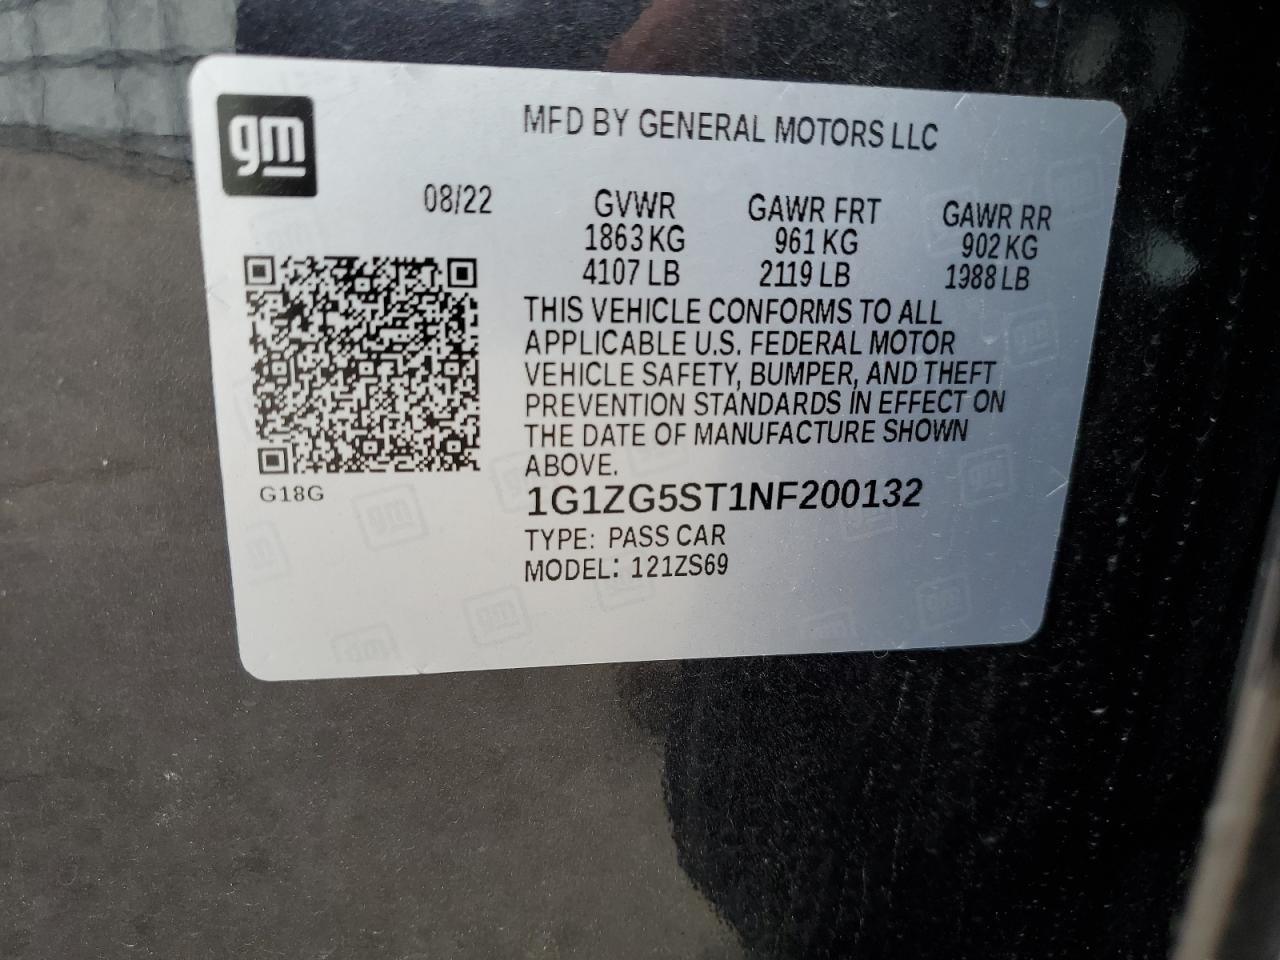 gm
MFD BY GENERAL MOTORS LLC
08/22 GVWR GAWR FRT GAWR RR
1863 KG 961 KG 902 KG
4107 LB 2119 LB 1988 LB
THIS VEHICLE CONFORMS TO ALL
APPLICABLE U.S. FEDERAL MOTOR
VEHICLE SAFETY, BUMPER, AND THEFT
PREVENTION STANDARDS IN EFFECT ON
THE DATE OF MANUFACTURE SHOWN
ABOVE.
G18G
1G1ZG5ST1NF200132
TYPE: PASS CAR
MODEL: 121ZS69